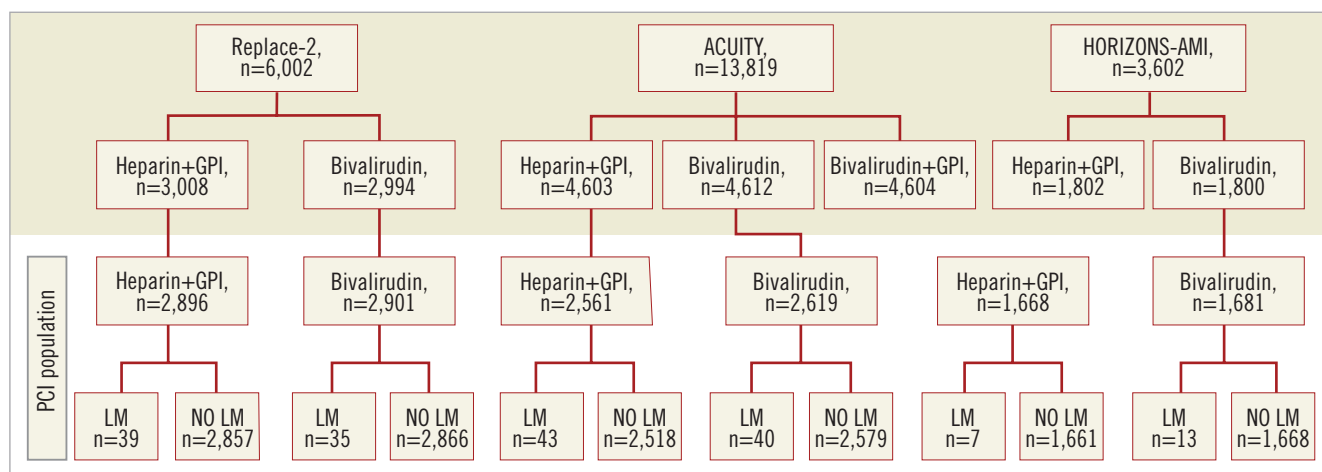 Replace-2,
n=6,002
ACUITY,
n=13,819
HORIZONS-AMI,
n=3,602
Heparin+GPI,
n=3,008
Bivalirudin,
n=2,994
Heparin+GPI,
n=4,603
Bivalirudin,
n=4,612
Bivalirudin+GPI,
n=4,604
Heparin+GPI,
n=1,802
Bivalirudin,
n=1,800
PCI population
Heparin+GPI,
n=2,896
Bivalirudin,
n=2,901
Heparin+GPI,
n=2,561
Bivalirudin,
n=2,619
Heparin+GPI,
n=1,668
Bivalirudin,
n=1,681
LM
n=39
NO LM
n=2,857
LM
n=35
NO LM
n=2,866
LM
n=43
NO LM
n=2,518
LM
n=40
NO LM
n=2,579
LM
n=7
NO LM
n=1,661
LM
n=13
NO LM
n=1,668